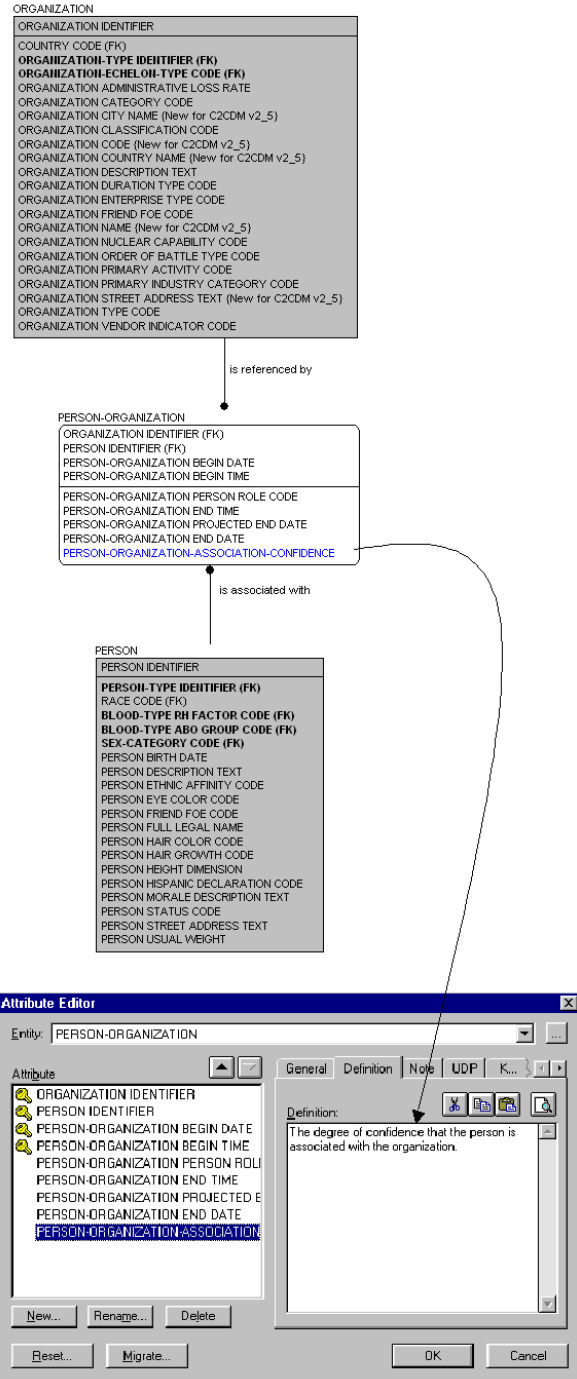 ORGANIZATION
ORGANIZATION IDENTIFIER
COUNTRY CODE (FK)
ORGANIZATION-TYPE IDENTIFIER (FK)
ORGANIZATION-ECHELON-TYPE CODE (FK)
ORGANIZATION ADMINISTRATIVE LOSS RATE
ORGANIZATION CATEGORY CODE
ORGANIZATION CITY NAME {New for C2CDM v2_5}
ORGANIZATION CLASSIFICATION CODE
ORGANIZATION CODE {New for C2CDM v2_5}
ORGANIZATION COUNTRY NAME {New for C2CDM v2_5}
ORGANIZATION DESCRIPTION TEXT
ORGANIZATION DURATION TYPE CODE
ORGANIZATION ENTERPRISE TYPE CODE
ORGANIZATION FRIEND FOE CODE
ORGANIZATION NAME {New for C2CDM v2_5}
ORGANIZATION NUCLEAR CAPABILITY CODE
ORGANIZATION ORDER OF BATTLE TYPE CODE
ORGANIZATION PRIMARY ACTIVITY CODE
ORGANIZATION PRIMARY INDUSTRY CATEGORY CODE
ORGANIZATION STREET ADDRESS TEXT {New for C2CDM v2_5}
ORGANIZATION TYPE CODE
ORGANIZATION VENDOR INDICATOR CODE
is referenced by
PERSON-ORGANIZATION
ORGANIZATION IDENTIFIER (FK)
PERSON IDENTIFIER (FK)
PERSON-ORGANIZATION BEGIN DATE
PERSON-ORGANIZATION BEGIN TIME
PERSON-ORGANIZATION PERSON ROLE CODE
PERSON-ORGANIZATION END TIME
PERSON-ORGANIZATION PROJECTED END DATE
PERSON-ORGANIZATION END DATE
PERSON-ORGANIZATION-ASSOCIATION-CONFIDENCE
is associated with
PERSON
PERSON IDENTIFIER
PERSON-TYPE IDENTIFIER (FK)
RACE CODE (FK)
BLOOD-TYPE RH FACTOR CODE (FK)
BLOOD-TYPE ABO GROUP CODE (FK)
SEX-CATEGORY CODE (FK)
PERSON BIRTH DATE
PERSON DESCRIPTION TEXT
PERSON ETHNIC AFFINITY CODE
PERSON EYE COLOR CODE
PERSON FRIEND FOE CODE
PERSON FULL LEGAL NAME
PERSON HAIR COLOR CODE
PERSON HAIR GROWTH CODE
PERSON HEIGHT DIMENSION
PERSON HISPANIC DECLARATION CODE
PERSON MORALE DESCRIPTION TEXT
PERSON STATUS CODE
PERSON STREET ADDRESS TEXT
PERSON USUAL WEIGHT
Attribute Editor
Entity: PERSON-ORGANIZATION ...
Attribute
ORGANIZATION IDENTIFIER
PERSON IDENTIFIER
PERSON-ORGANIZATION BEGIN DATE
PERSON-ORGANIZATION BEGIN TIME
PERSON-ORGANIZATION PERSON ROLI
PERSON-ORGANIZATION END TIME
PERSON-ORGANIZATION PROJECTED E
PERSON-ORGANIZATION END DATE
PERSON-ORGANIZATION-ASSOCIATION
General Definition Note UDP K...
Definition:
The degree of confidence that the person is
associated with the organization.
New... Rename... Delete
Reset... Migrate... OK Cancel